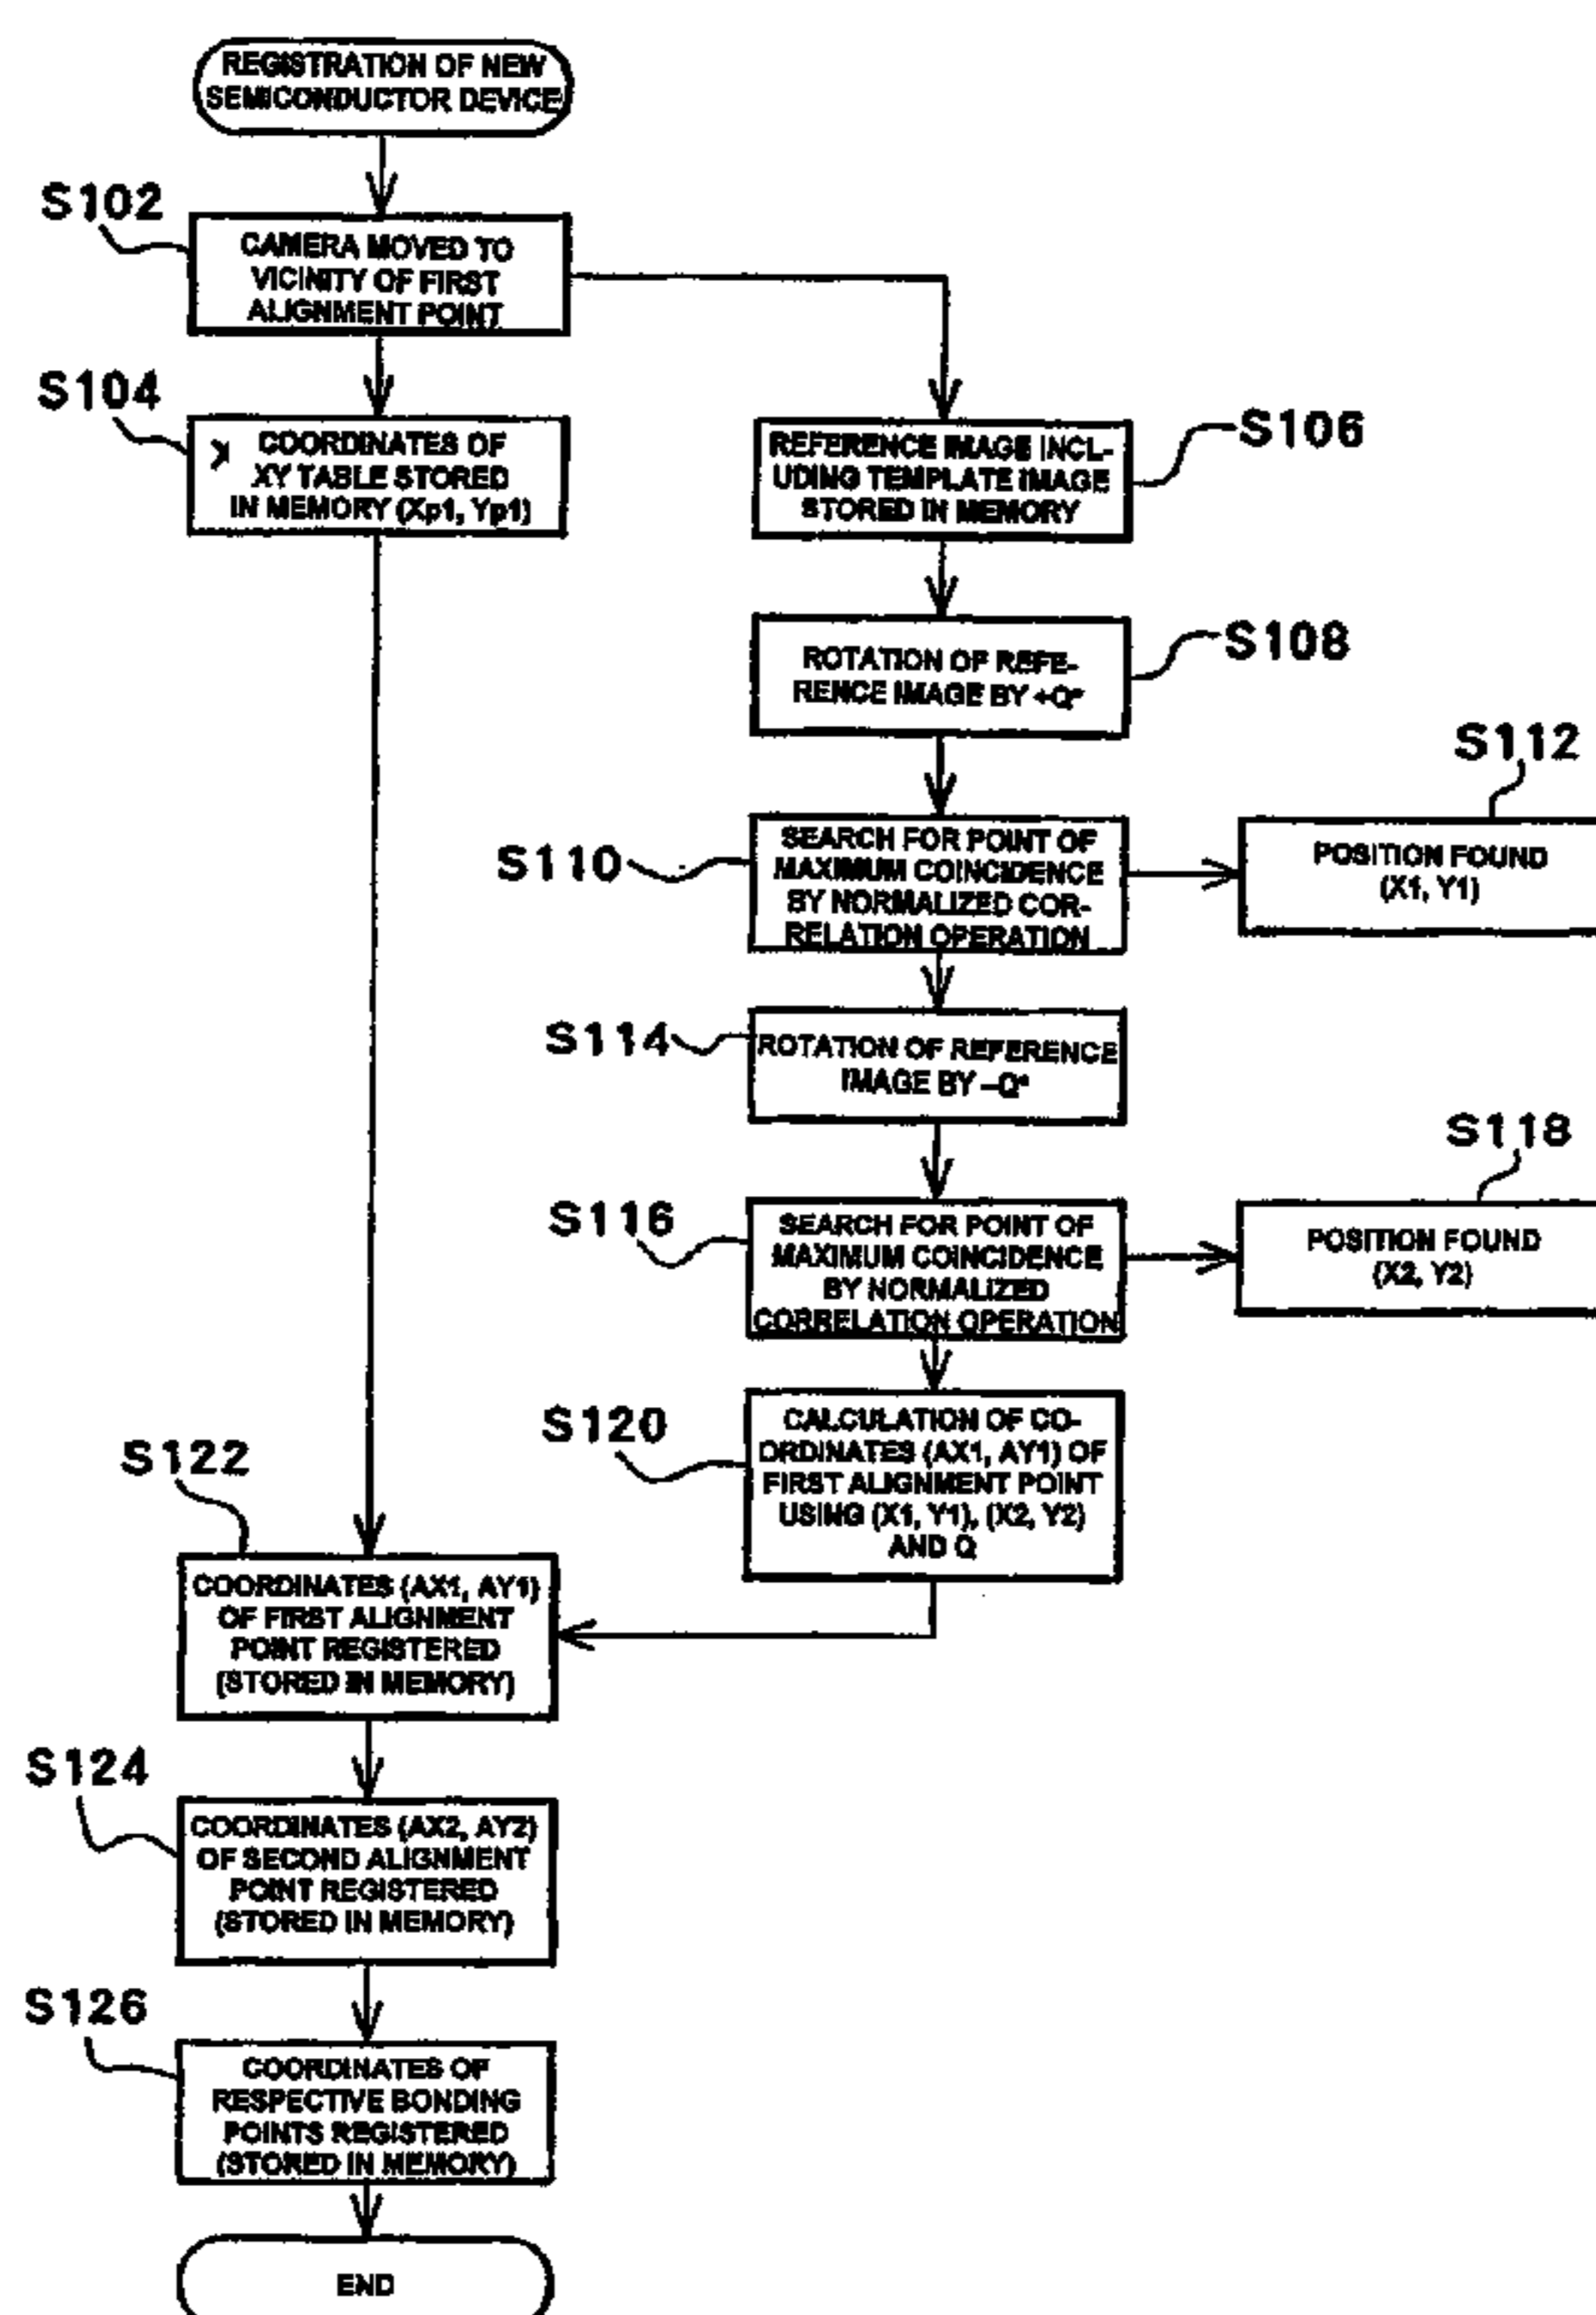 REGISTRATION OF NEW
SEMICONDUCTOR DEVICE
S102
CAMERA MOVED TO
VICINITY OF FIRST
ALIGNMENT POINT
S104
COORDINATES OF
XY TABLE STORED
IN MEMORY (Xp1, Yp1)
REFERENCE IMAGE INCL-
UDING TEMPLATE IMAGE
STORED IN MEMORY
S106
ROTATION OF REFE-
RENCE IMAGE BY +Q°
S108
S110
SEARCH FOR POINT OF
MAXIMUM COINCIDENCE
BY NORMALIZED COR-
RELATION OPERATION
S112
POSITION FOUND
(X1, Y1)
S114
ROTATION OF REFERENCE
IMAGE BY –Q°
S116
SEARCH FOR POINT OF
MAXIMUM COINCIDENCE
BY NORMALIZED
CORRELATION OPERATION
S118
POSITION FOUND
(X2, Y2)
S120
CALCULATION OF CO-
ORDINATES (AX1, AY1) OF
FIRST ALIGNMENT POINT
USING (X1, Y1), (X2, Y2)
AND Q
S122
COORDINATES (AX1, AY1)
OF FIRST ALIGNMENT
POINT REGISTERED
(STORED IN MEMORY)
S124
COORDINATES (AX2, AY2)
OF SECOND ALIGNMENT
POINT REGISTERED
(STORED IN MEMORY)
S126
COORDINATES OF
RESPECTIVE BONDING
POINTS REGISTERED
(STORED IN MEMORY)
END